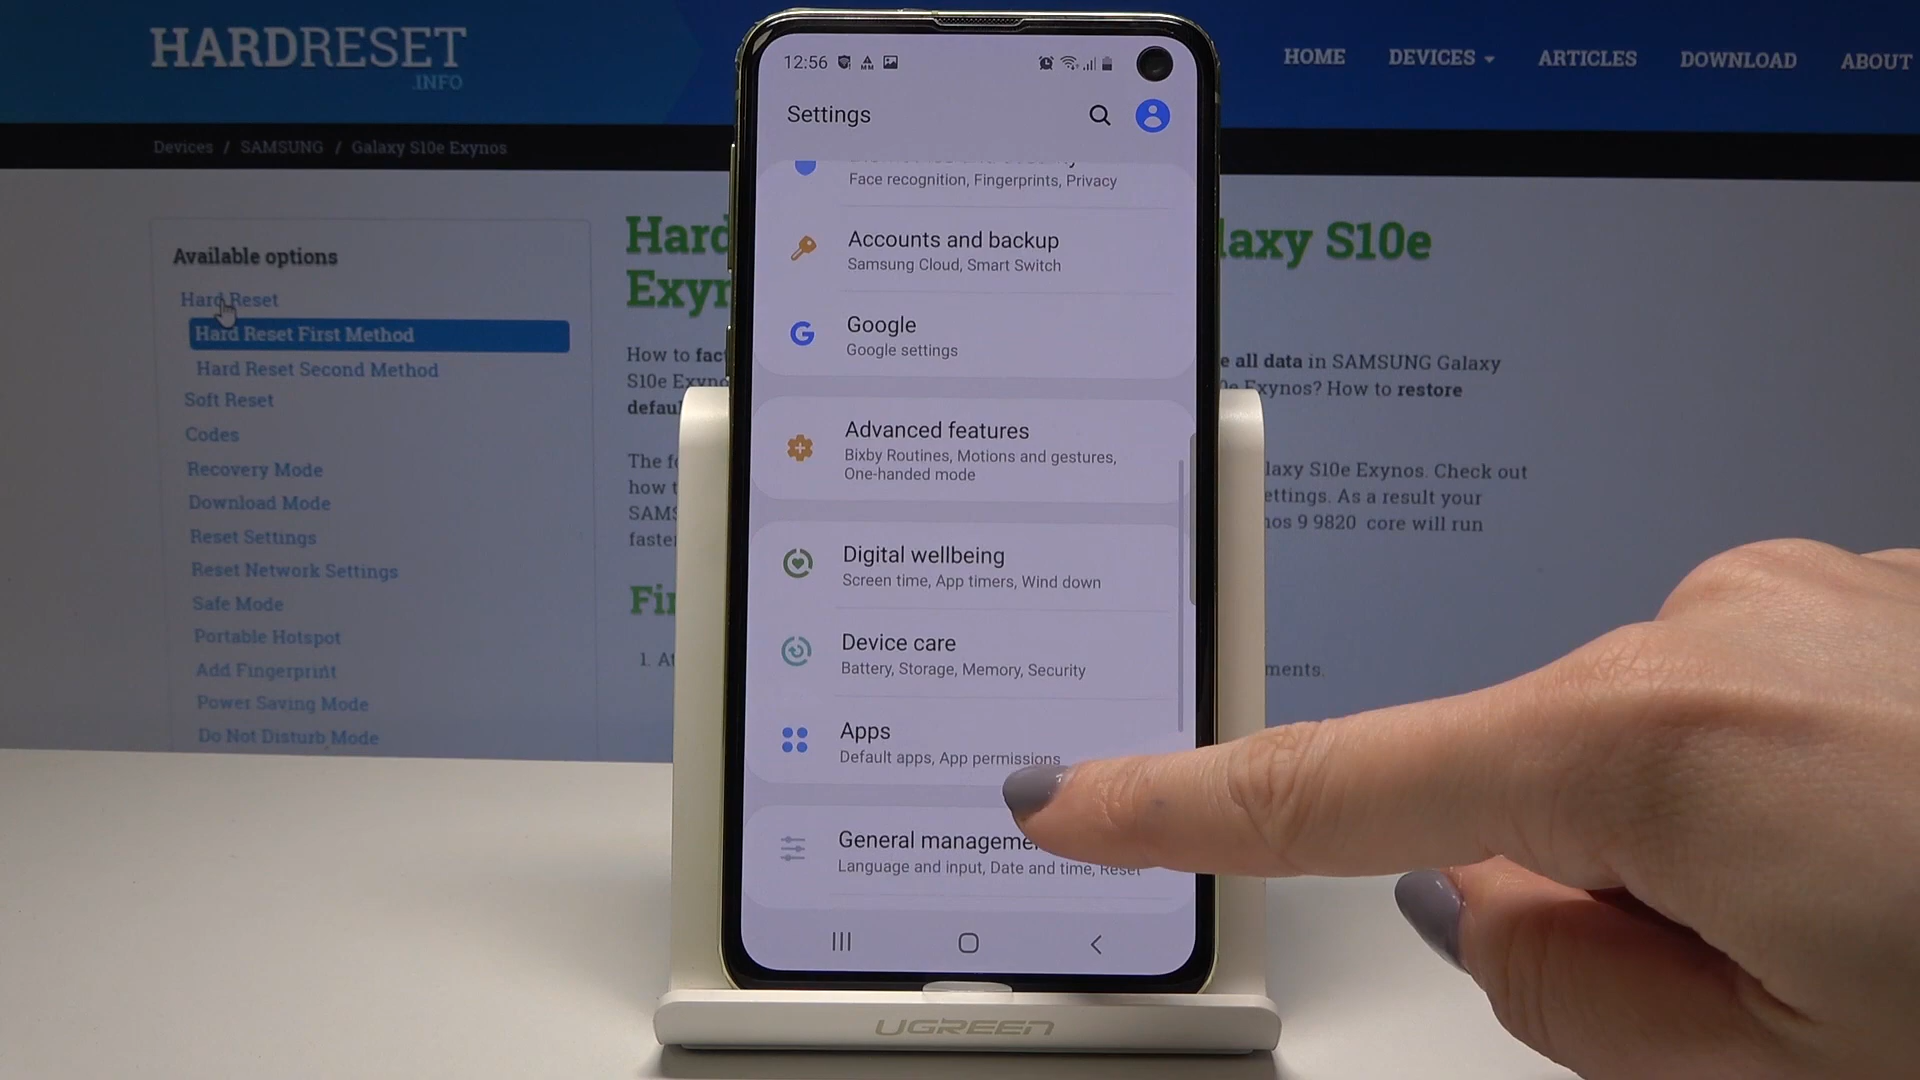 HARDRESET
.INFO
HOME
DEVICES
ARTICLES
DOWNLOAD
ABOUT
Devices / SAMSUNG / Galaxy S10e Exynos
Available options
Hard Reset
Hard Reset First Method
Hard Reset Second Method
Soft Reset
Codes
Recovery Mode
Download Mode
Reset Settings
Reset Network Settings
Safe Mode
Portable Hotspot
Add Fingerprint
Power Saving Mode
Do Not Disturb Mode
Hard
laxy S10e
Exyn
How to fac
e all data in SAMSUNG Galaxy
S10e Exyno
0e Exynos? How to restore
defau
The fo
laxy S10e Exynos. Check out
how t
ettings. As a result your
SAMS
nos 9 9820 core will run
faste
Fi
1. At
ments.
12:56
Settings
Face recognition, Fingerprints, Privacy
Accounts and backup
Samsung Cloud, Smart Switch
Google
Google settings
Advanced features
Bixby Routines, Motions and gestures,
One-handed mode
Digital wellbeing
Screen time, App timers, Wind down
Device care
Battery, Storage, Memory, Security
Apps
Default apps, App permissions
General manageme
Language and input, Date and time, Reset
UGREEN